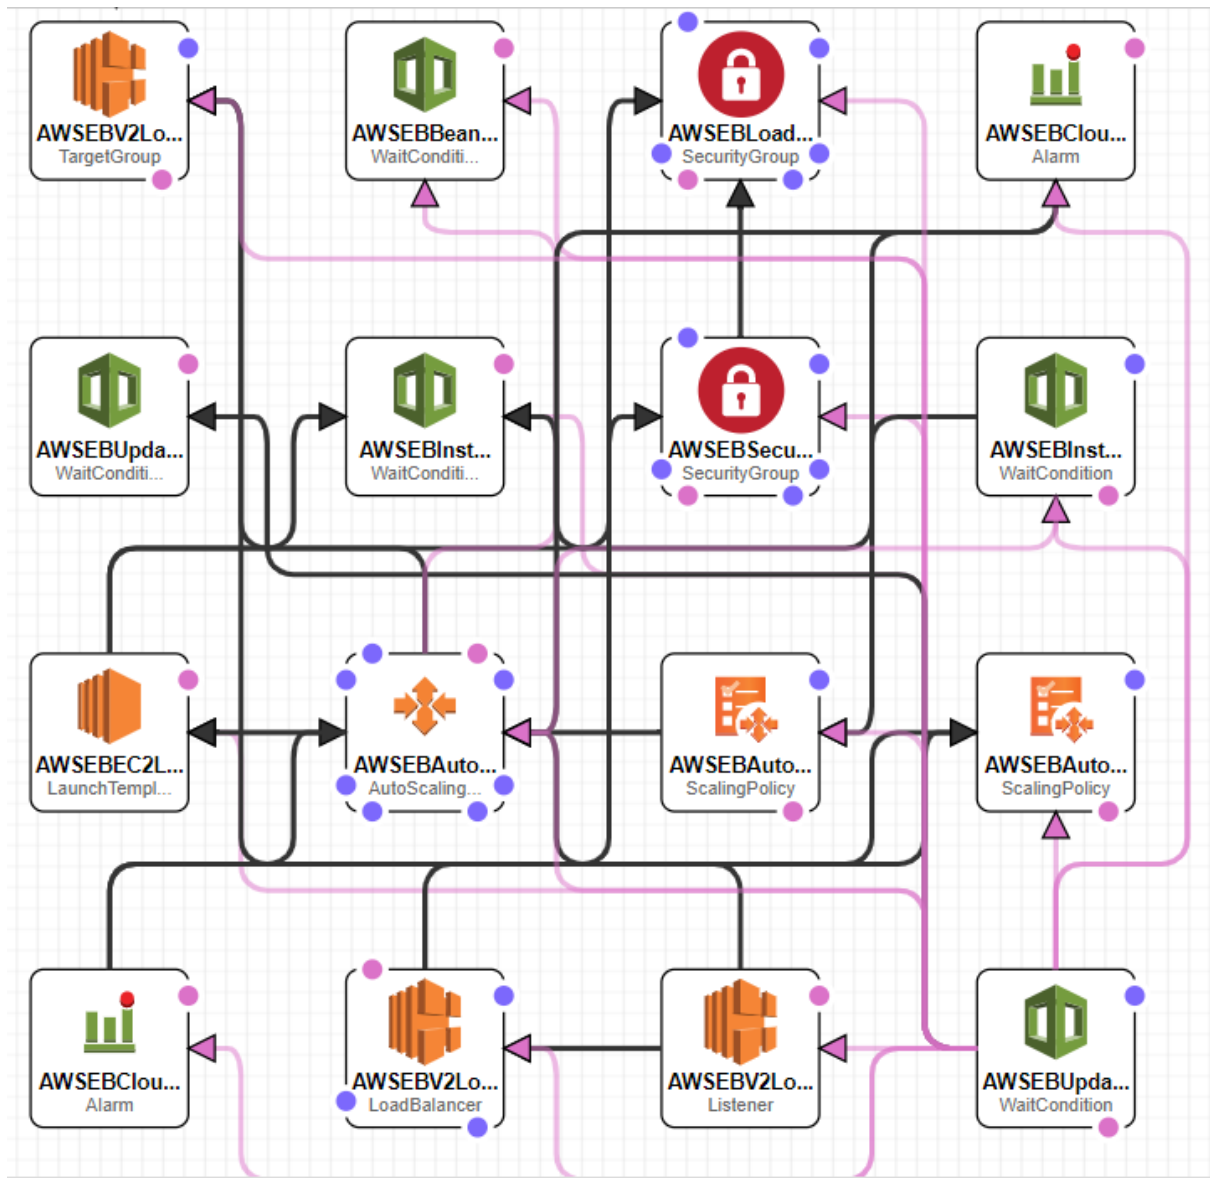 AWSEBV2Lo...
TargetGroup
AWSEBBean...
WaitConditi...
AWSEBLoad...
SecurityGroup
AWSEBClou...
Alarm
AWSEBUpda...
WaitConditi...
AWSEBInst...
WaitConditi...
AWSEBSecu...
SecurityGroup
AWSEBInst...
WaitCondition
AWSEBEC2L...
LaunchTempl...
AWSEBAuto...
AutoScaling...
AWSEBAuto...
ScalingPolicy
AWSEBAuto...
ScalingPolicy
AWSEBClou...
Alarm
AWSEBV2Lo...
LoadBalancer
AWSEBV2Lo...
Listener
AWSEBUpda...
WaitCondition